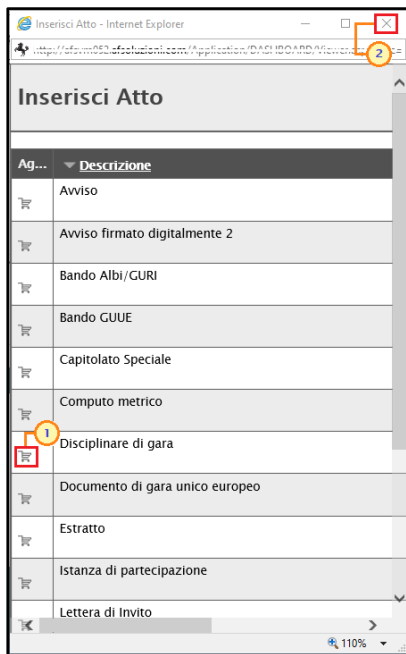 Inserisci Atto - Internet Explorer
2
Inserisci Atto
Ag... Descrizione
Avviso
Avviso firmato digitalmente 2
Bando Albi/GURI
Bando GUUE
Capitolato Speciale
Computo metrico
1
Disciplinare di gara
Documento di gara unico europeo
Estratto
Istanza di partecipazione
Lettera di Invito
110%